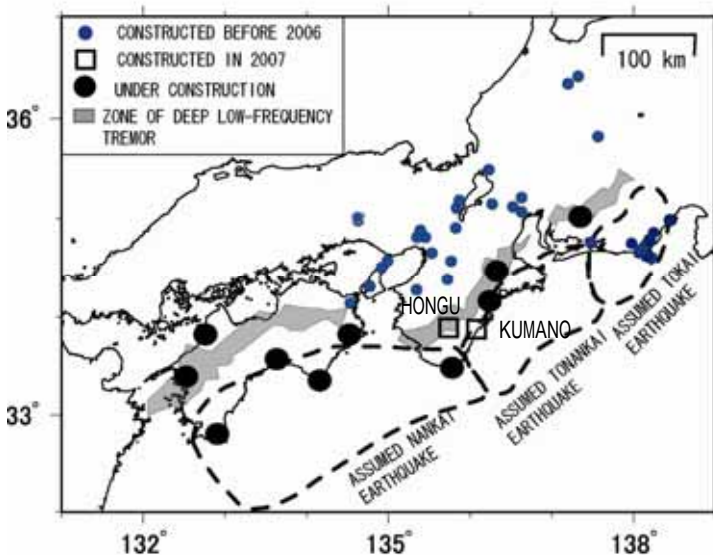 CONSTRUCTED BEFORE 2006
CONSTRUCTED IN 2007
UNDER CONSTRUCTION
ZONE OF DEEP LOW-FREQUENCY
TREMOR
100 km
36°
33°
HONGU
KUMANO
ASSUMED NANKAI
EARTHQUAKE
ASSUMED TONANKAI
EARTHQUAKE
ASSUMED TOKAI
EARTHQUAKE
132°
135°
138°